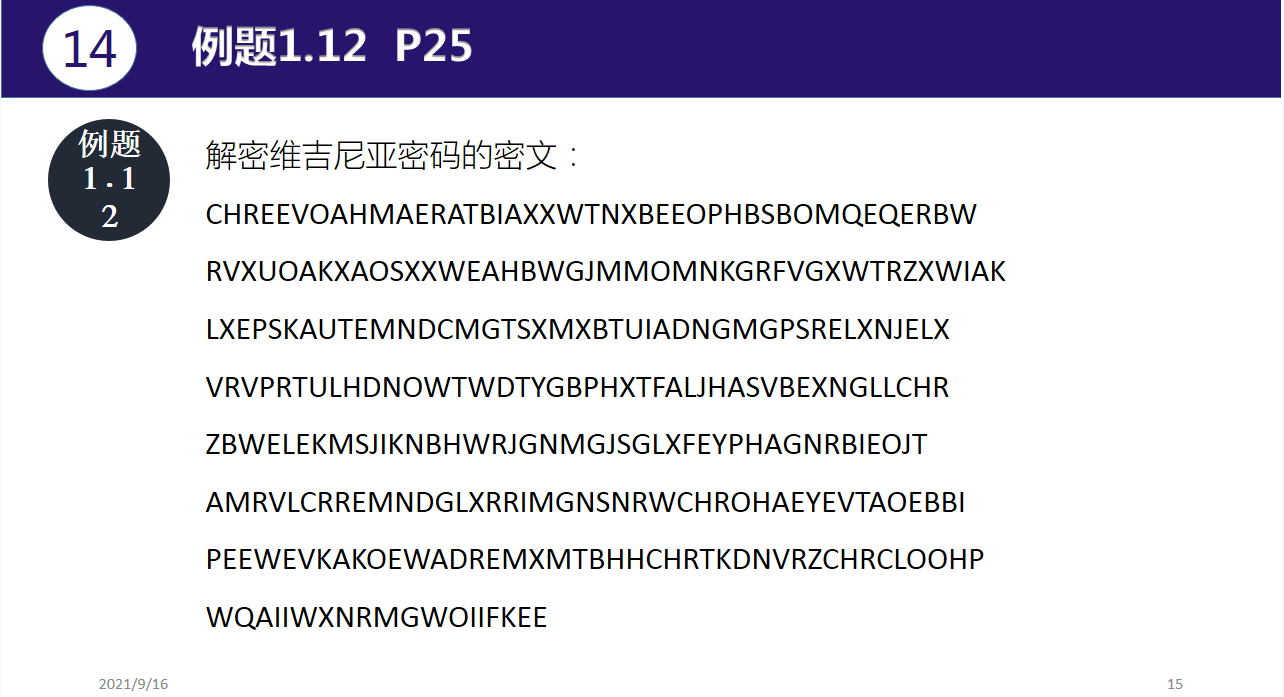 14
例题1.12 P25
例题
1.1
2
解密维吉尼亚密码的密文：
CHREEVOAHMAERATBIAXXWTNXBEEOPHBSBOMQEQERBW
RVXUOAKXAOSXXWEAHBWGJMMOMNKGRFVGXWTRZXWIAK
LXEPSKAUTEMNDCMGTSXMXBTUIADNGMGPSRELXNJELX
VRVPRTULHDNOWTWDTYGBPHXTFALJHASVBEXNGLLCHR
ZBWELEKMSJIKNBHWRJGNMGJSGLXFEYPHAGNRBIEOJT
AMRVLCRREMNDGLXRRIMGNSNRWCHROHAEYEVTAOEBBI
PEEWEVKAKOEWADREMXMTBHHCHRTKDNVRZCHRCLOOHP
WQAIIWXNRMGWOIIFKEE
2021/9/16
15